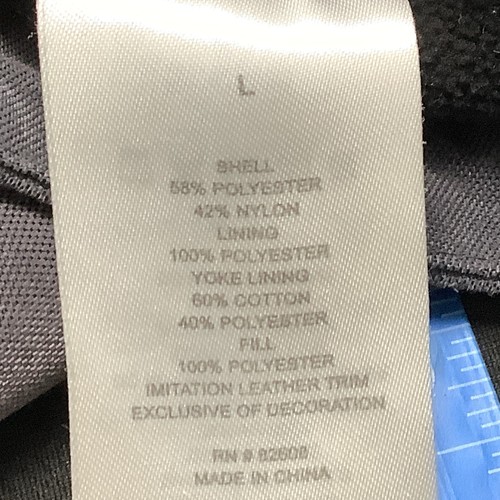 L
SHELL
58% POLYESTER
42% NYLON
LINING
100% POLYESTER
YOKE LINING
60% COTTON
40% POLYESTER
FILL
100% POLYESTER
IMITATION LEATHER TRIM
EXCLUSIVE OF DECORATION
RN # 82608
MADE IN CHINA